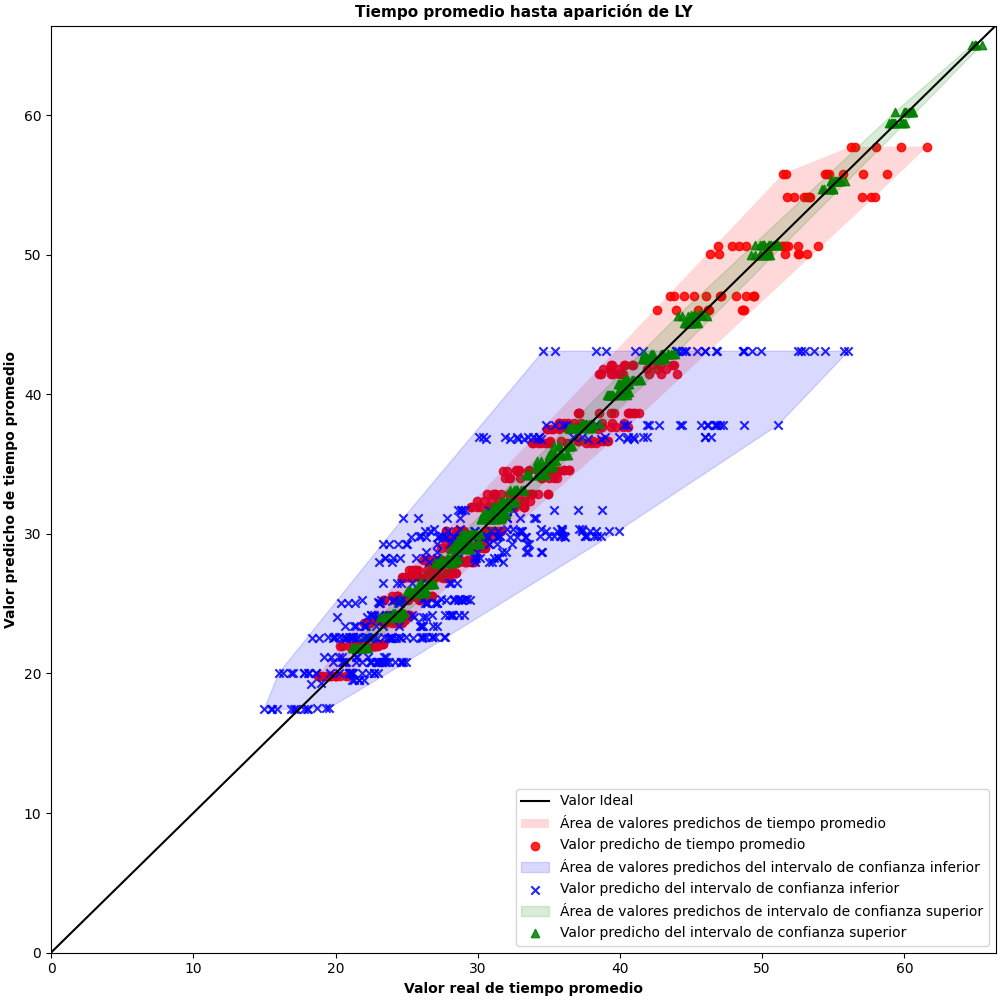 Tiempo promedio hasta aparición de LY
Valor predicho de tiempo promedio
60
50
40
30
20
10
0
0 10 20 30 40 50 60
Valor real de tiempo promedio
Valor Ideal
Área de valores predichos de tiempo promedio
Valor predicho de tiempo promedio
Área de valores predichos del intervalo de confianza inferior
Valor predicho del intervalo de confianza inferior
Área de valores predichos de intervalo de confianza superior
Valor predicho del intervalo de confianza superior